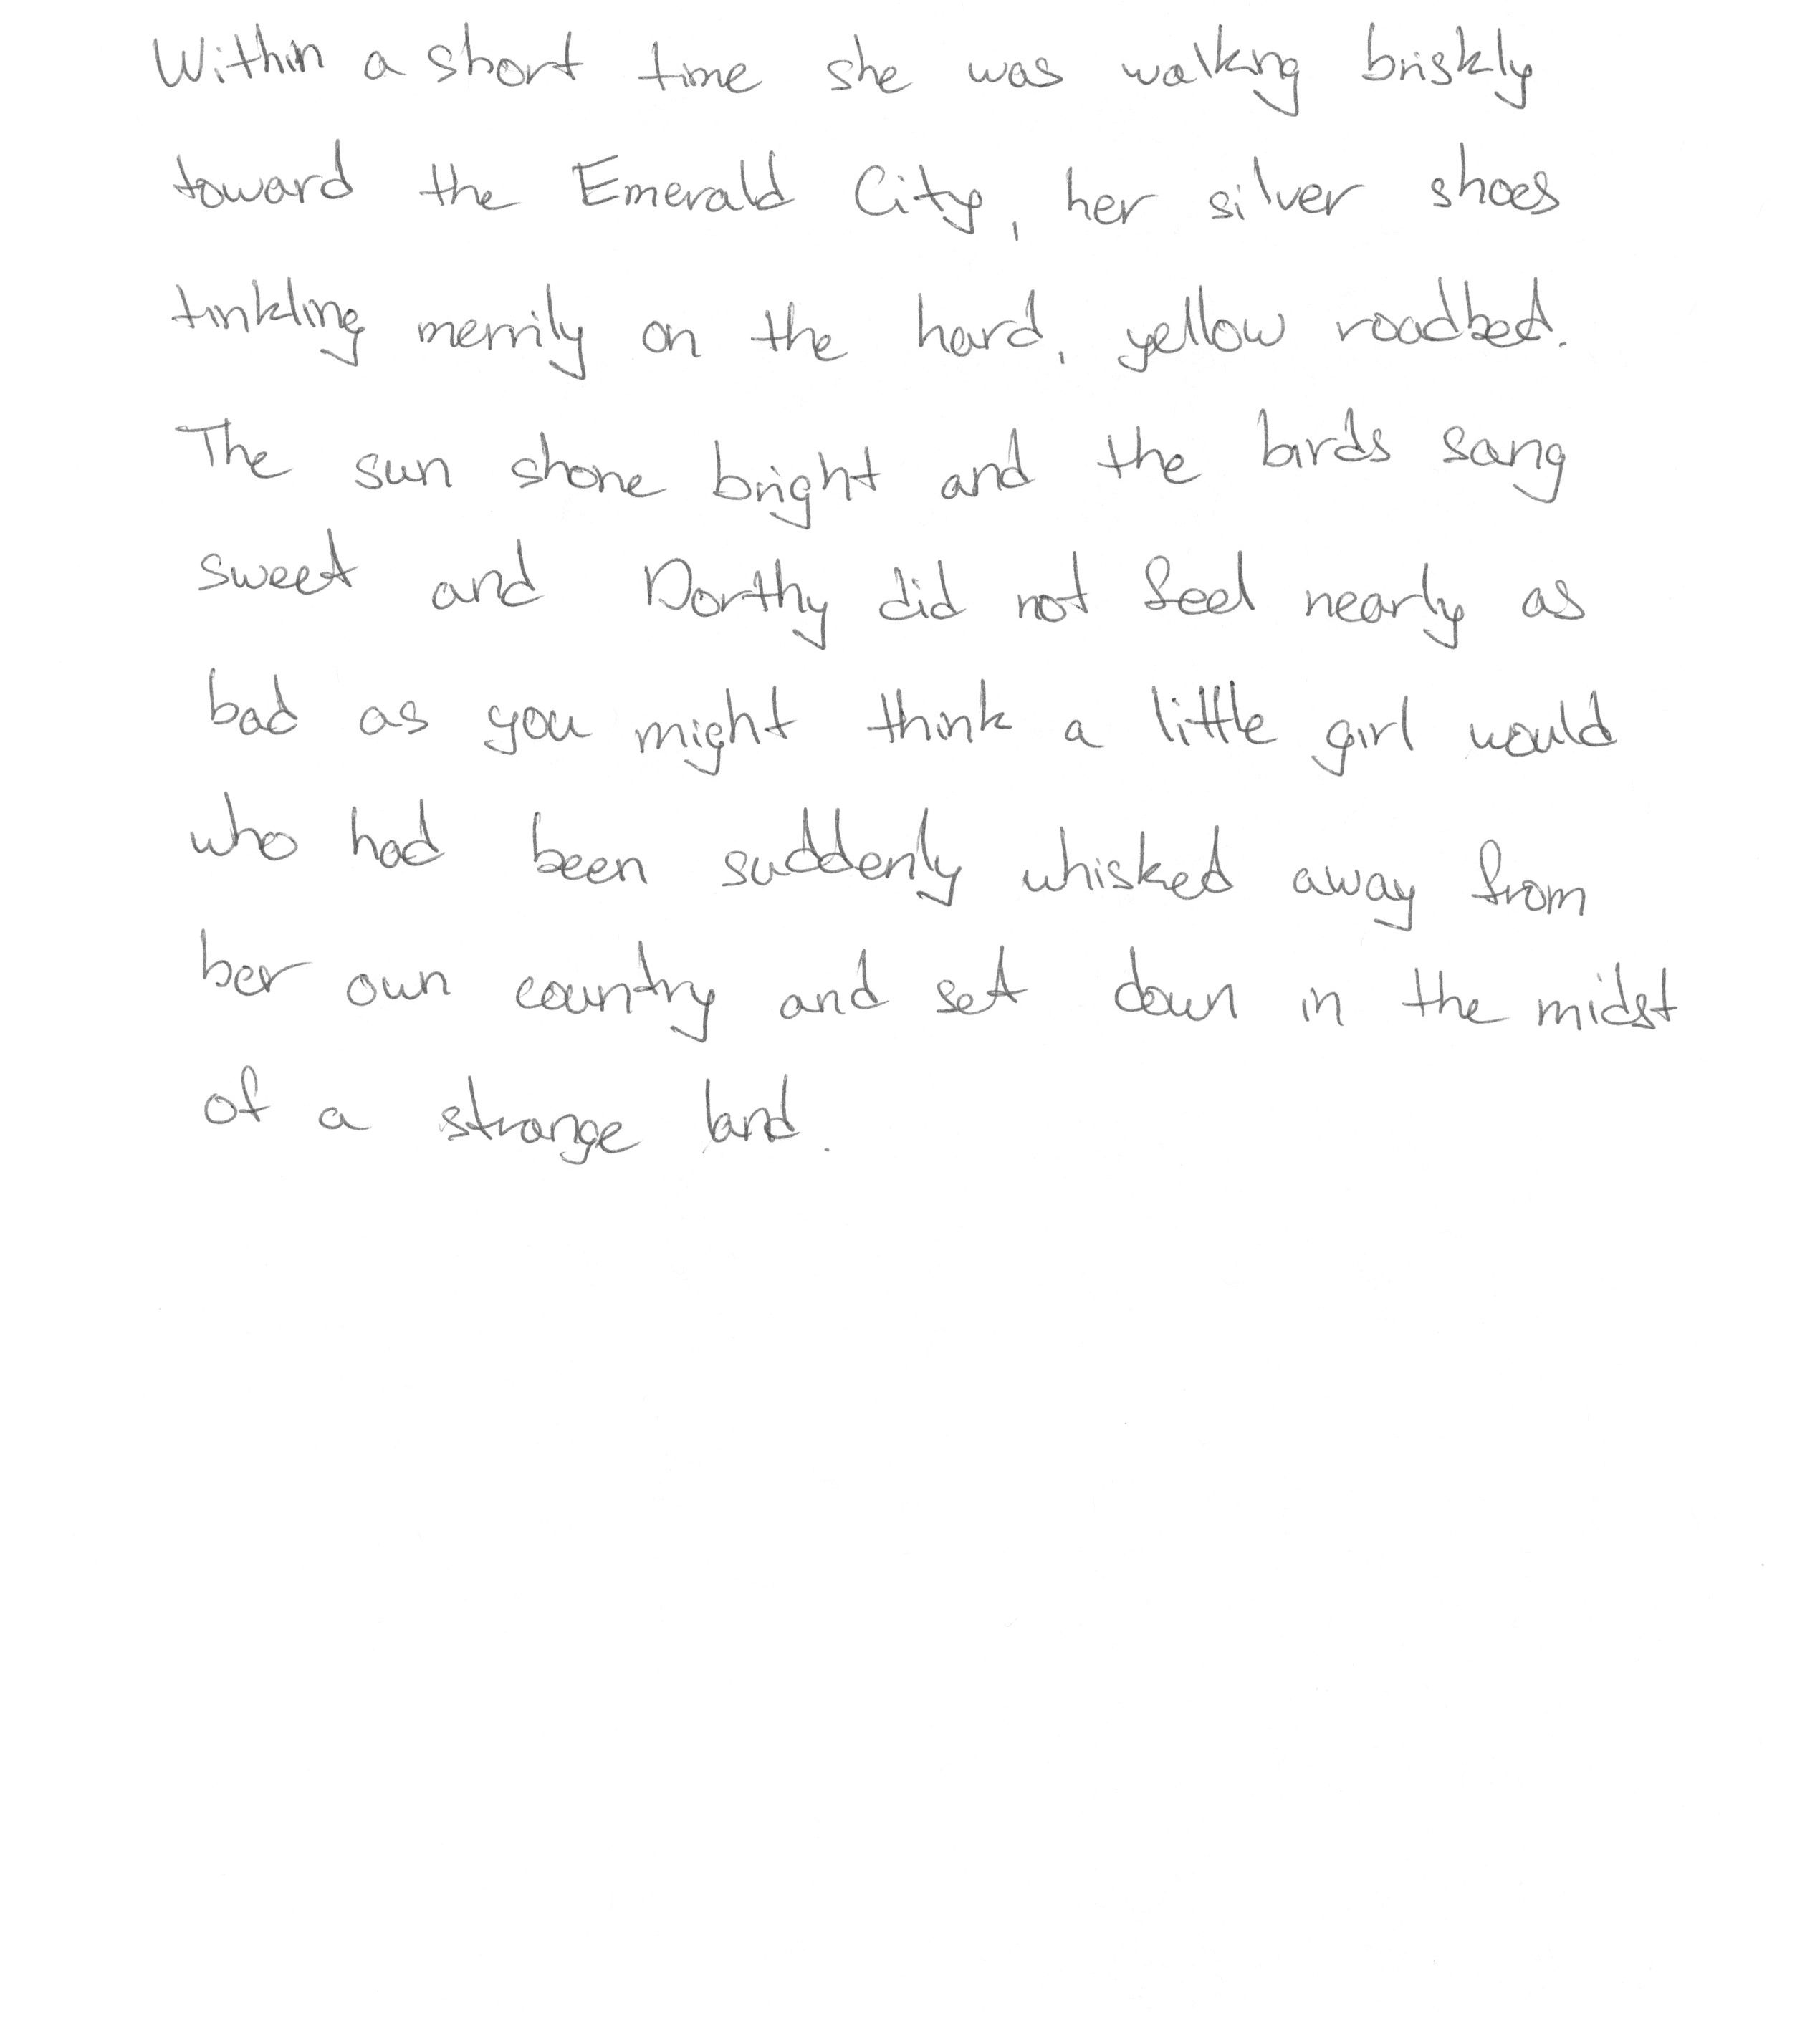 Within a short time she was walking briskly
toward the Emerald City, her silver shoes
tinkling merrily on the hard, yellow roadbed.
The sun shone bright and the birds sang
sweet and Dorthy did not feel nearly as
bad as you might think a little girl would
who had been suddenly whisked away from
her own country and set down in the midst
of a strange land.